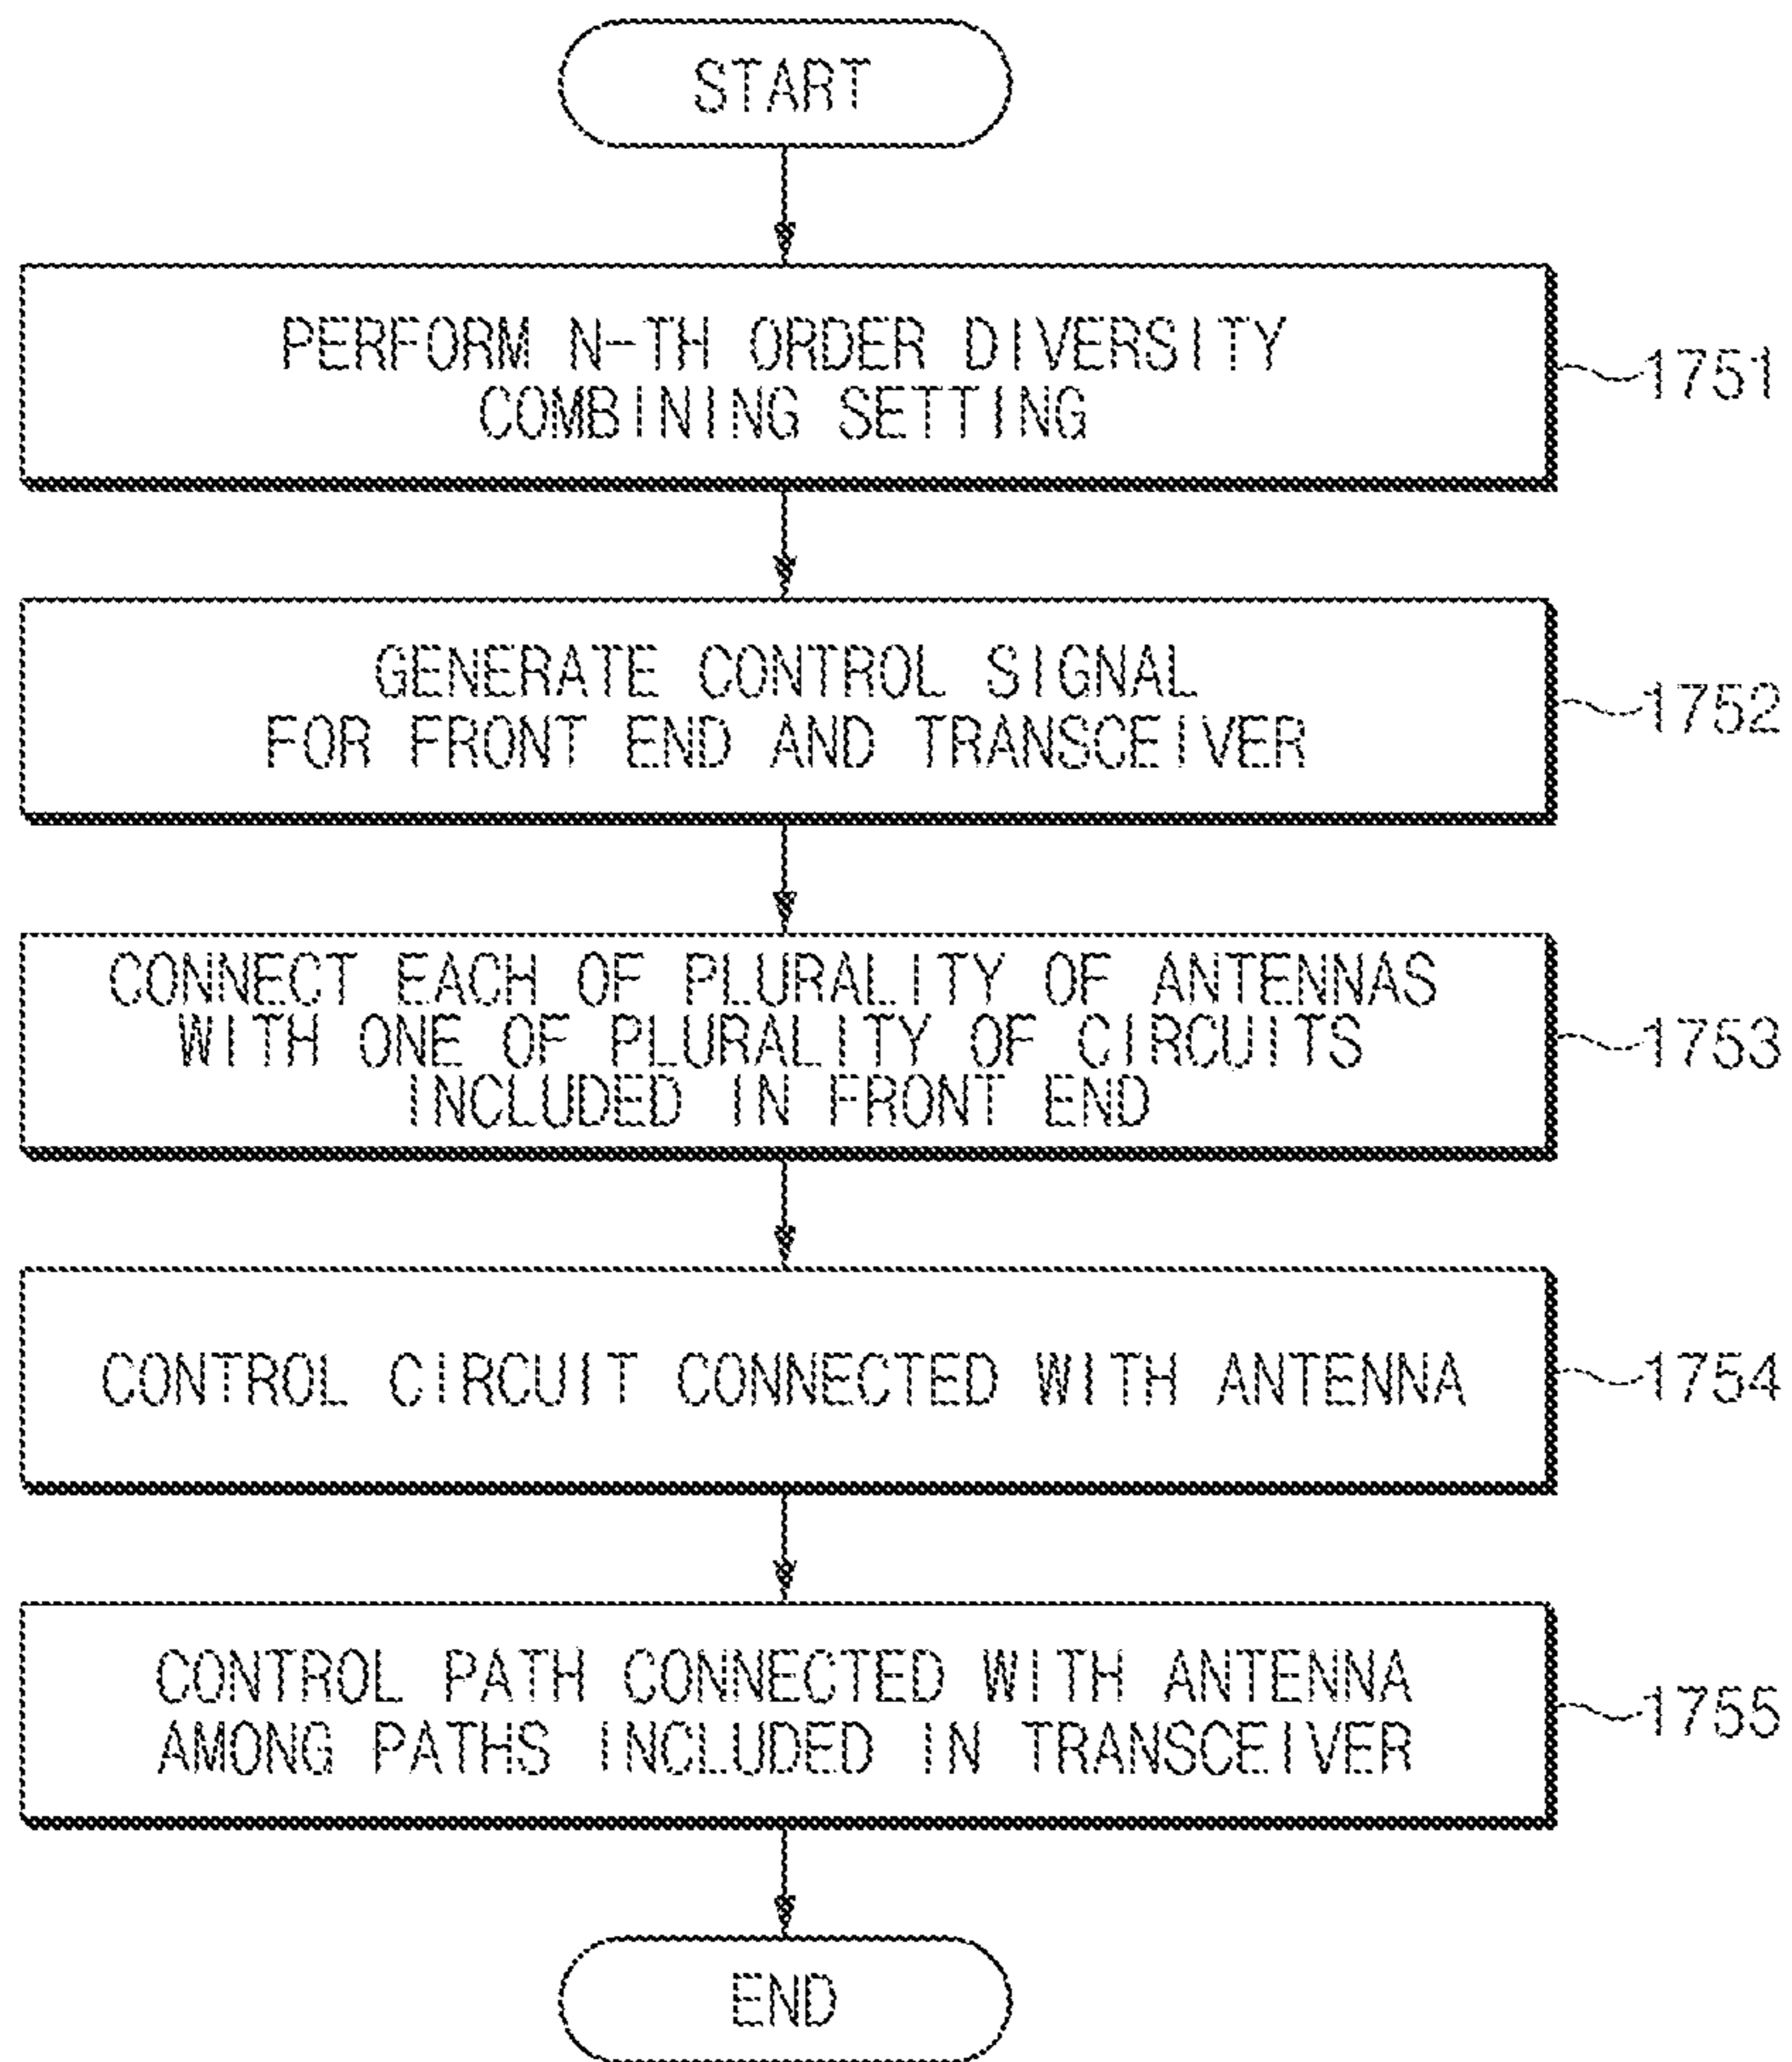 START
PERFORM N-TH ORDER DIVERSITY
COMBINING SETTING
1751
GENERATE CONTROL SIGNAL
FOR FRONT END AND TRANSCEIVER
1752
CONNECT EACH OF PLURALITY OF ANTENNAS
WITH ONE OF PLURALITY OF CIRCUITS
INCLUDED IN FRONT END
1753
CONTROL CIRCUIT CONNECTED WITH ANTENNA
1754
CONTROL PATH CONNECTED WITH ANTENNA
AMONG PATHS INCLUDED IN TRANSCEIVER
1755
END